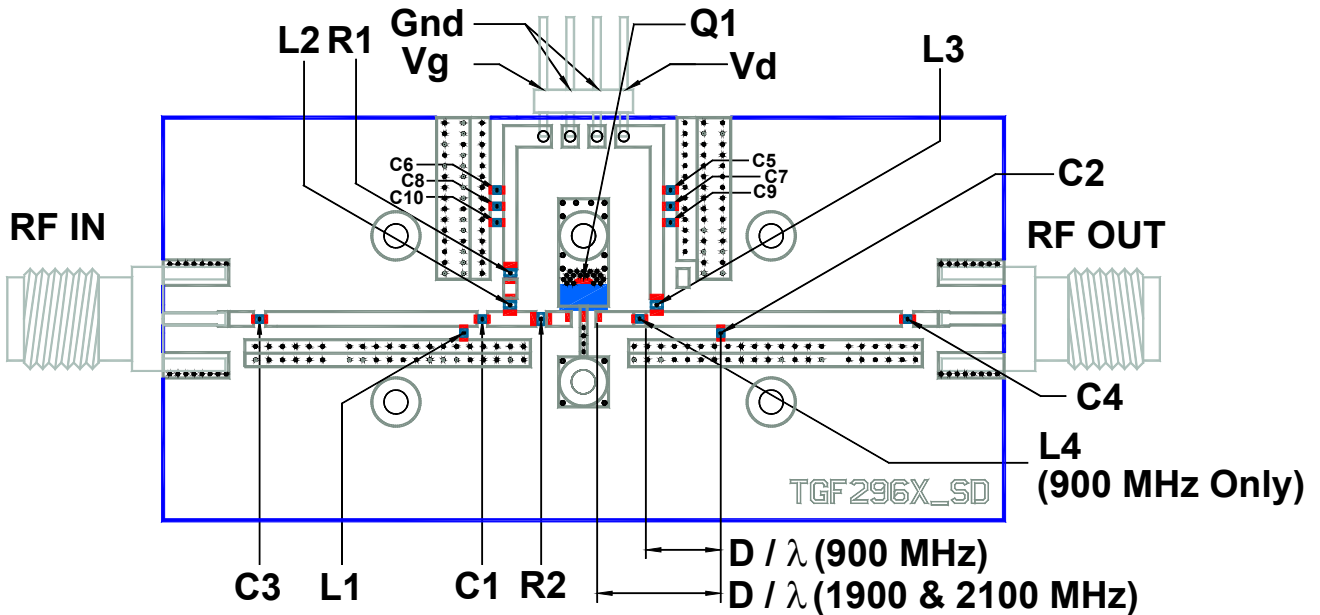 Gnd
Q1
L2 R1
Vg
Vd
L3
C6
C5
C8
C7
C10
C9
C2
RF IN
RF OUT
C4
L4
(900 MHz Only)
TGF296X_SD
D / λ (900 MHz)
C3
L1
C1
R2
D / λ (1900 & 2100 MHz)